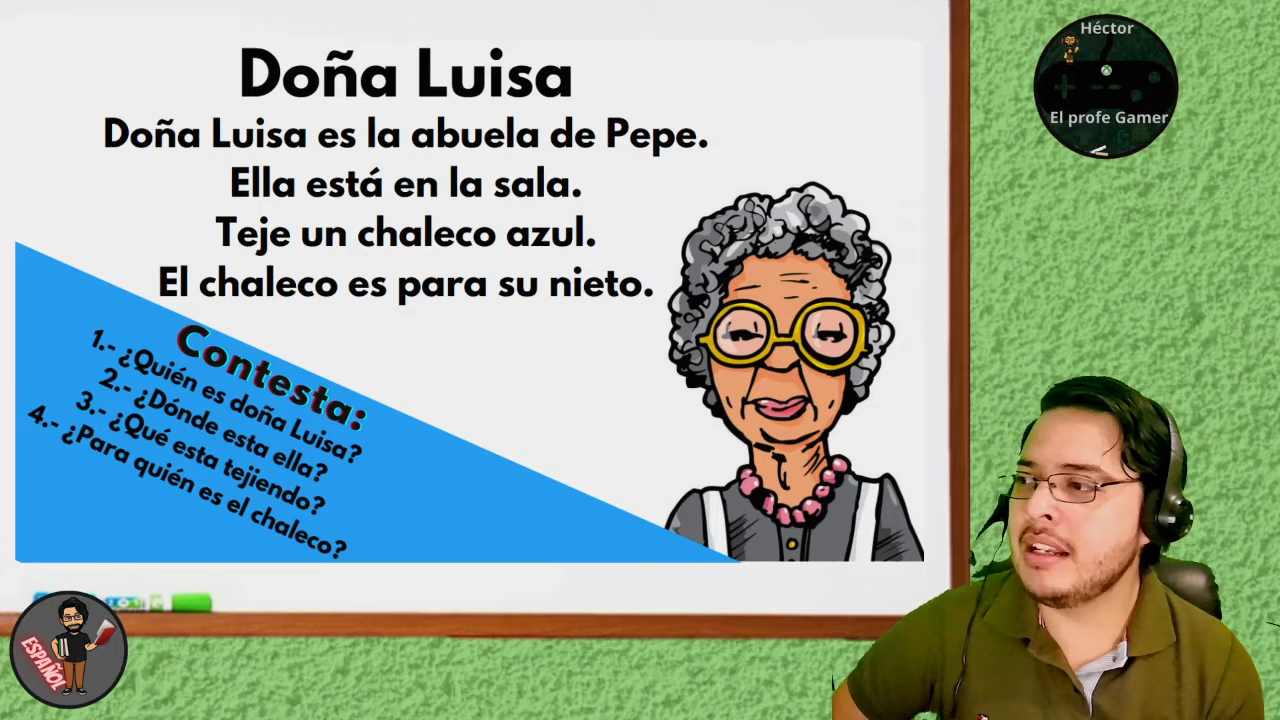 Doña Luisa
Doña Luisa es la abuela de Pepe.
Ella está en la sala.
Teje un chaleco azul.
El chaleco es para su nieto.
Contesta:
1.- ¿Quién es doña Luisa?
2.- ¿Dónde esta ella?
3.- ¿Qué esta tejiendo?
4.- ¿Para quién es el chaleco?
Héctor
El profe Gamer
ESPAÑOL